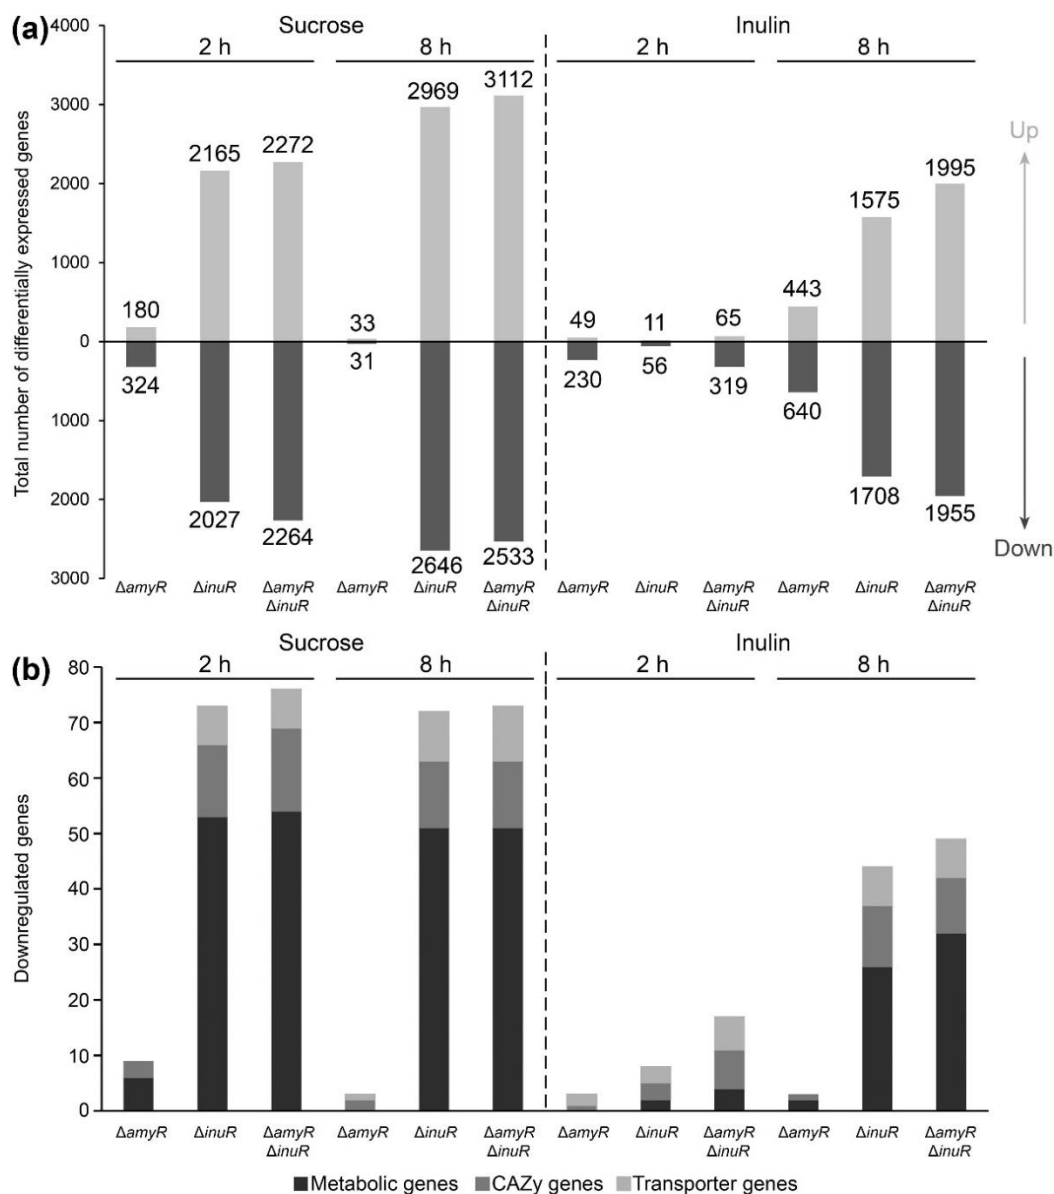 (a)
Sucrose
Inulin
2 h
8 h
2 h
8 h
Total number of differentially expressed genes
4000
3000
2000
1000
0
1000
2000
3000
180
2165
2272
33
2969
3112
49
11
65
443
1575
1995
324
2027
2264
31
2646
2533
230
56
319
640
1708
1955
Up
Down
ΔamyR
ΔinuR
ΔamyR
ΔinuR
ΔamyR
ΔinuR
ΔamyR
ΔinuR
ΔamyR
ΔinuR
ΔamyR
ΔinuR
ΔamyR
ΔinuR
ΔamyR
ΔinuR
(b)
Sucrose
Inulin
2 h
8 h
2 h
8 h
Downregulated genes
80
70
60
50
40
30
20
10
0
ΔamyR
ΔinuR
ΔamyR
ΔinuR
ΔamyR
ΔinuR
ΔamyR
ΔinuR
ΔamyR
ΔinuR
ΔamyR
ΔinuR
ΔamyR
ΔinuR
ΔamyR
ΔinuR
Metabolic genes
CAZy genes
Transporter genes